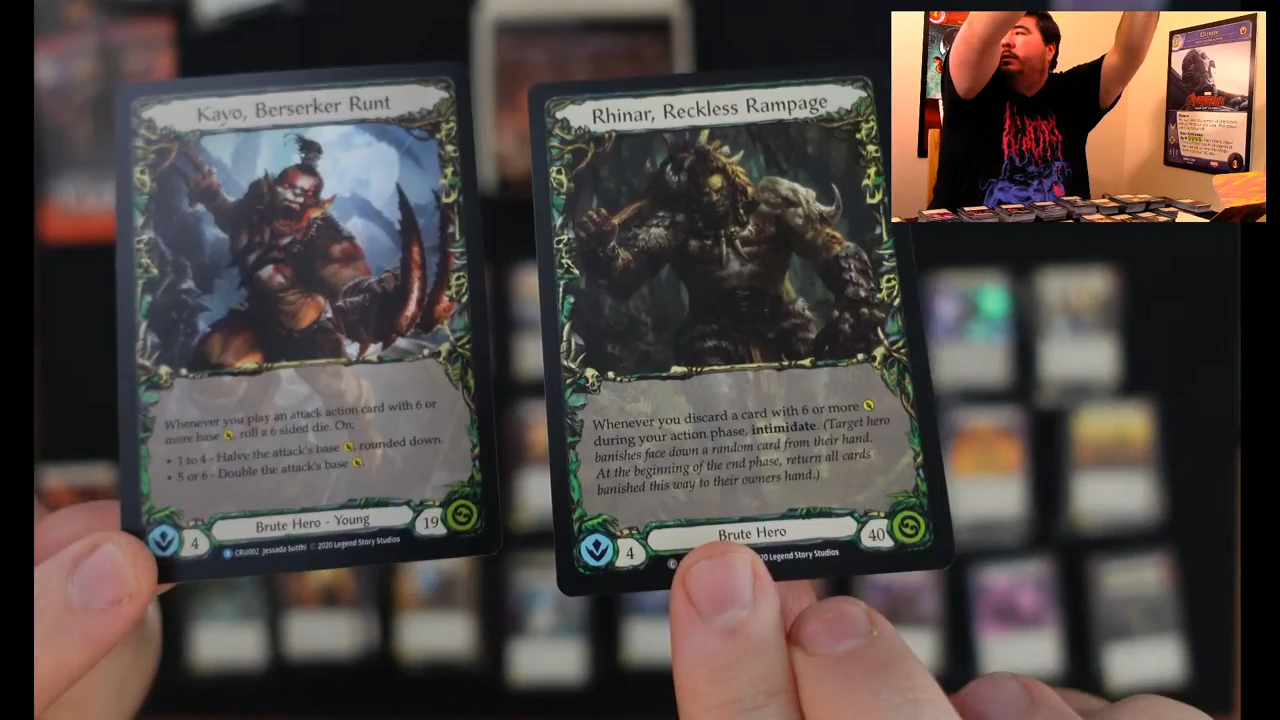 Kayo, Berserker Runt
Whenever you play an attack action card with 6 or
more base , roll a 6 sided die. On;
• 1 to 4 - Halve the attack's base , rounded down.
• 5 or 6 - Double the attack's base .
4
Brute Hero - Young
19
CRU002 Jessada Sutthi © 2020 Legend Story Studios
Rhinar, Reckless Rampage
Whenever you discard a card with 6 or more
during your action phase, intimidate. (Target hero
banishes face down a random card from their hand.
At the beginning of the end phase, return all cards
banished this way to their owners hand.)
4
Brute Hero
40
2020 Legend Story Studios